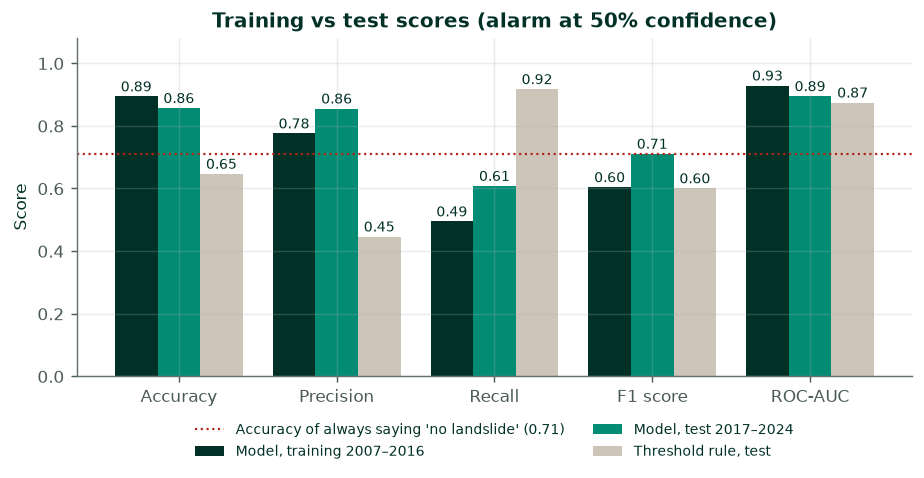 Training vs test scores (alarm at 50% confidence)
Score
1.0
0.8
0.6
0.4
0.2
0.0
0.89
0.86
0.65
0.78
0.86
0.45
0.49
0.61
0.92
0.60
0.71
0.60
0.93
0.89
0.87
Accuracy
Precision
Recall
F1 score
ROC-AUC
Accuracy of always saying 'no landslide' (0.71)
Model, training 2007–2016
Model, test 2017–2024
Threshold rule, test